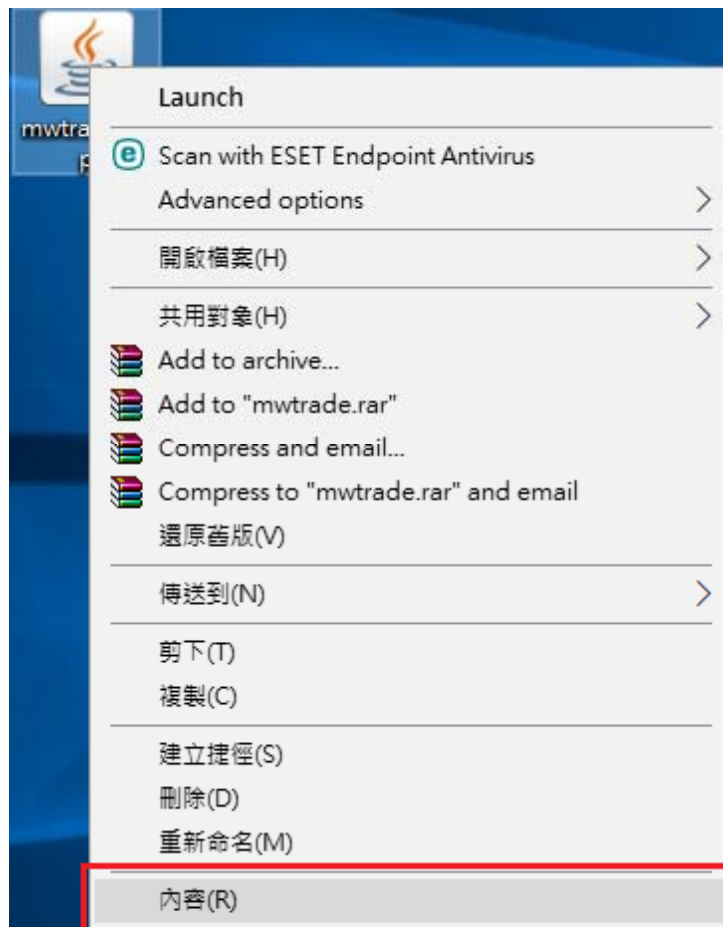 mwtra
Launch
Scan with ESET Endpoint Antivirus
Advanced options
開啟檔案(H)
共用對象(H)
Add to archive...
Add to "mwtrade.rar"
Compress and email...
Compress to "mwtrade.rar" and email
還原舊版(V)
傳送到(N)
剪下(T)
複製(C)
建立捷徑(S)
刪除(D)
重新命名(M)
內容(R)